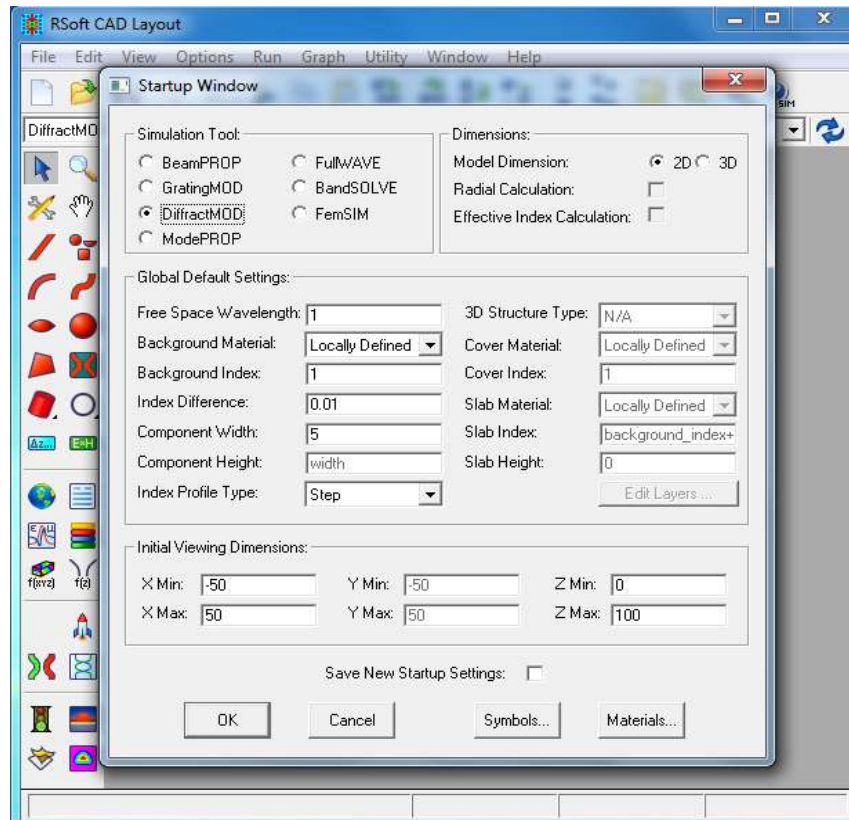 RSoft CAD Layout
File Edit View Options Run Graph Utility Window Help
Startup Window
SIM
DiffractMO
Simulation Tool:
BeamPROP FullWAVE
GratingMOD BandSOLVE
DiffractMOD FemSIM
ModePROP
Dimensions:
Model Dimension: 2D 3D
Radial Calculation:
Effective Index Calculation:
Global Default Settings:
Free Space Wavelength: 1 3D Structure Type: N/A
Background Material: Locally Defined Cover Material: Locally Defined
Background Index: 1 Cover Index: 1
Index Difference: 0.01 Slab Material: Locally Defined
Component Width: 5 Slab Index: background_index+
Component Height: width Slab Height: 0
Index Profile Type: Step Edit Layers ...
Initial Viewing Dimensions:
X Min: -50 Y Min: -50 Z Min: 0
X Max: 50 Y Max: 50 Z Max: 100
Save New Startup Settings:
OK Cancel Symbols... Materials...
Δz... E×H
f(xyz) f(z)